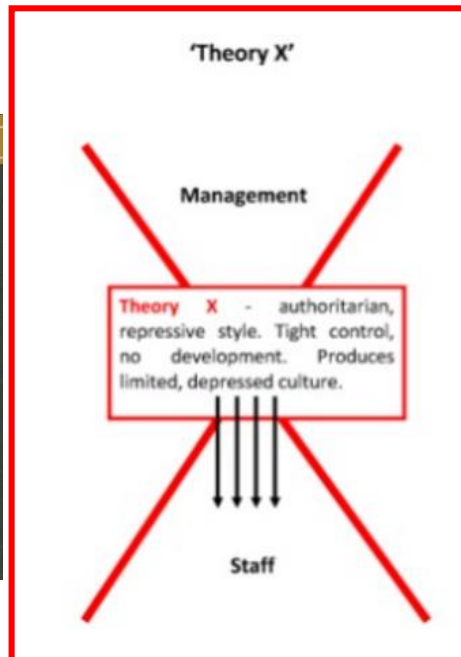 'Theory X'
Management
Theory X - authoritarian,
repressive style. Tight control,
no development. Produces
limited, depressed culture.
Staff